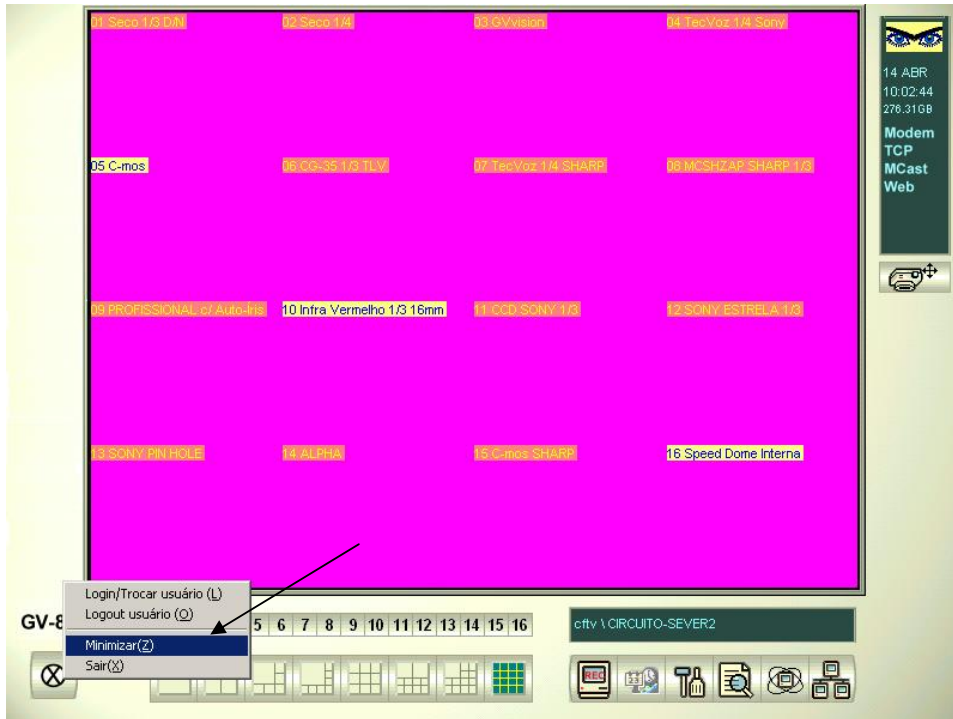 01 Seco 1/3 D/N
02 Seco 1/4
03 GVvision
04 TecVoz 1/4 Sony
14 ABR
10:02:44
276.31GB
Modem
TCP
MCast
Web
05 C-mos
06 CG-35 1/3 TLV
07 TecVoz 1/4 SHARP
08 MCSHZAP SHARP 1/3
09 PROFISSIONAL c/ Auto-Íris
10 Infra Vermelho 1/3 16mm
11 CCD SONY 1/3
12 SONY ESTRELA 1/3
13 SONY PIN HOLE
14 ALPHA
15 C-mos SHARP
16 Speed Dome Interna
Login/Trocar usuário (L)
Logout usuário (O)
Minimizar(Z)
Sair(X)
GV-8
5 6 7 8 9 10 11 12 13 14 15 16
cftv \ CIRCUITO-SEVER2
REC